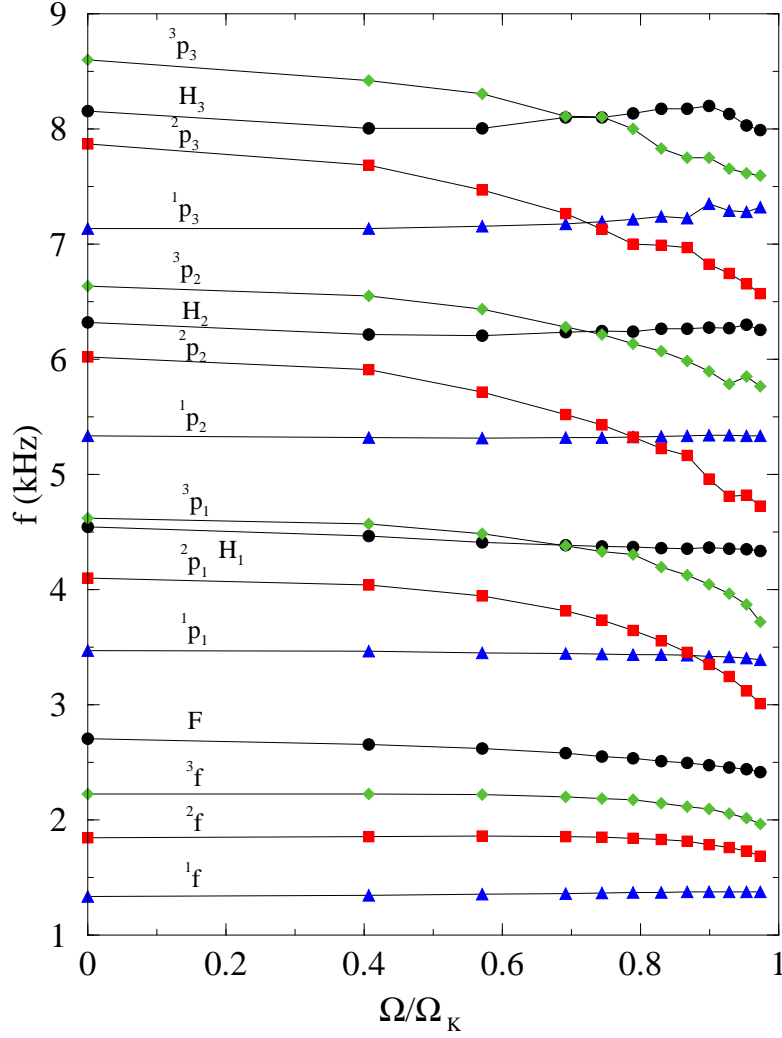 9
³p₃
H₃
8
²p₃
¹p₃
7
³p₂
H₂
²p₂
6
¹p₂
5
³p₁
²p₁ H₁
4
¹p₁
3
F
³f
2
²f
¹f
1
f (kHz)
0 0.2 0.4 0.6 0.8 1
Ω/Ω_K